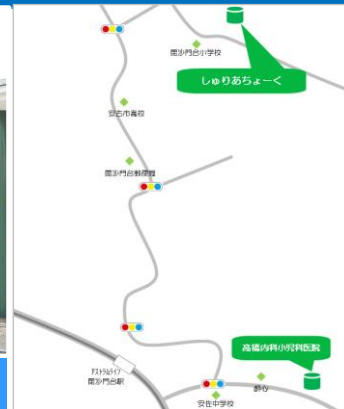 毘沙門台小学校
しゅりあちょーく
安古市高校
毘沙門台郵便局
高橋内科小児科医院
アストラムライン
毘沙門台駅
安佐中学校